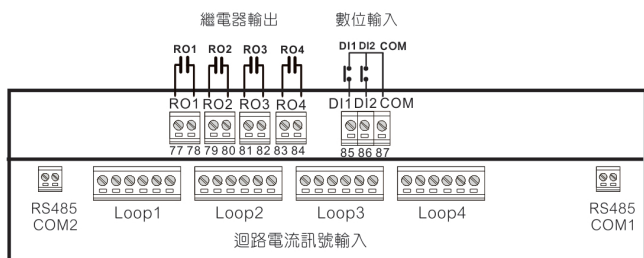 繼電器輸出 數位輸入
RO1 RO2 RO3 RO4 DI1 DI2 COM
RO1 RO2 RO3 RO4 DI1 DI2 COM
77 78 79 80 81 82 83 84 85 86 87
RS485 COM2
Loop1 Loop2 Loop3 Loop4
RS485 COM1
迴路電流訊號輸入